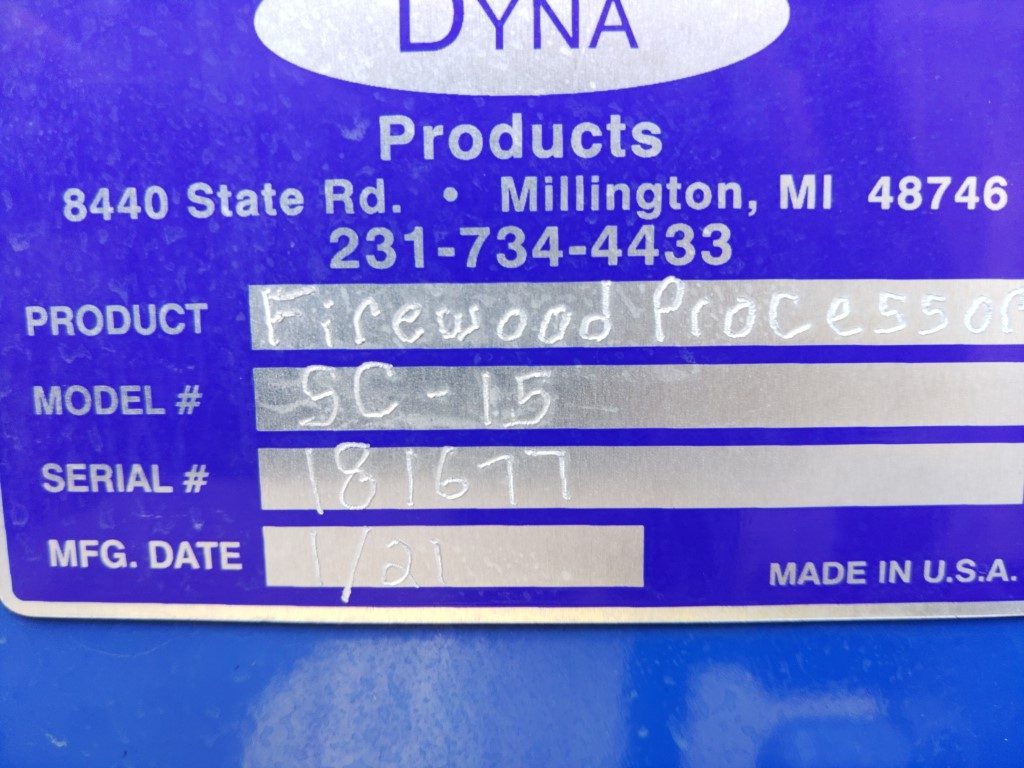 DYNA
Products
8440 State Rd. • Millington, MI 48746
231-734-4433
PRODUCT Firewood Processor
MODEL # SC-15
SERIAL # 181677
MFG. DATE 1/21
MADE IN U.S.A.